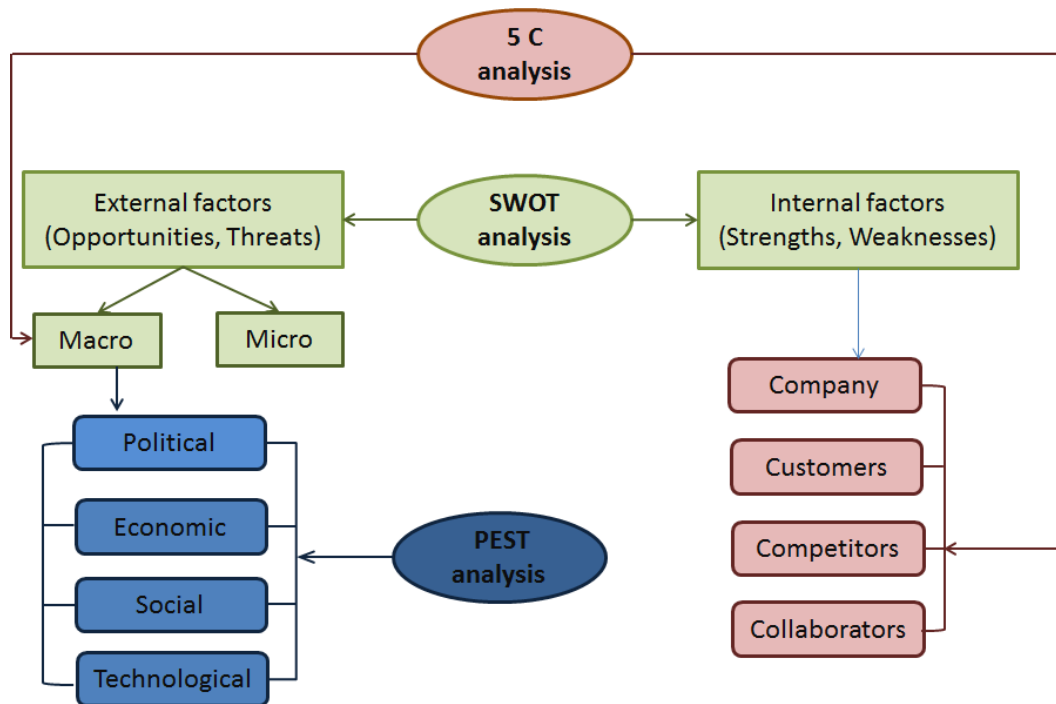 5 C
analysis
External factors
(Opportunities, Threats)
SWOT
analysis
Internal factors
(Strengths, Weaknesses)
Macro
Micro
Company
Political
Customers
Economic
PEST
analysis
Competitors
Social
Collaborators
Technological